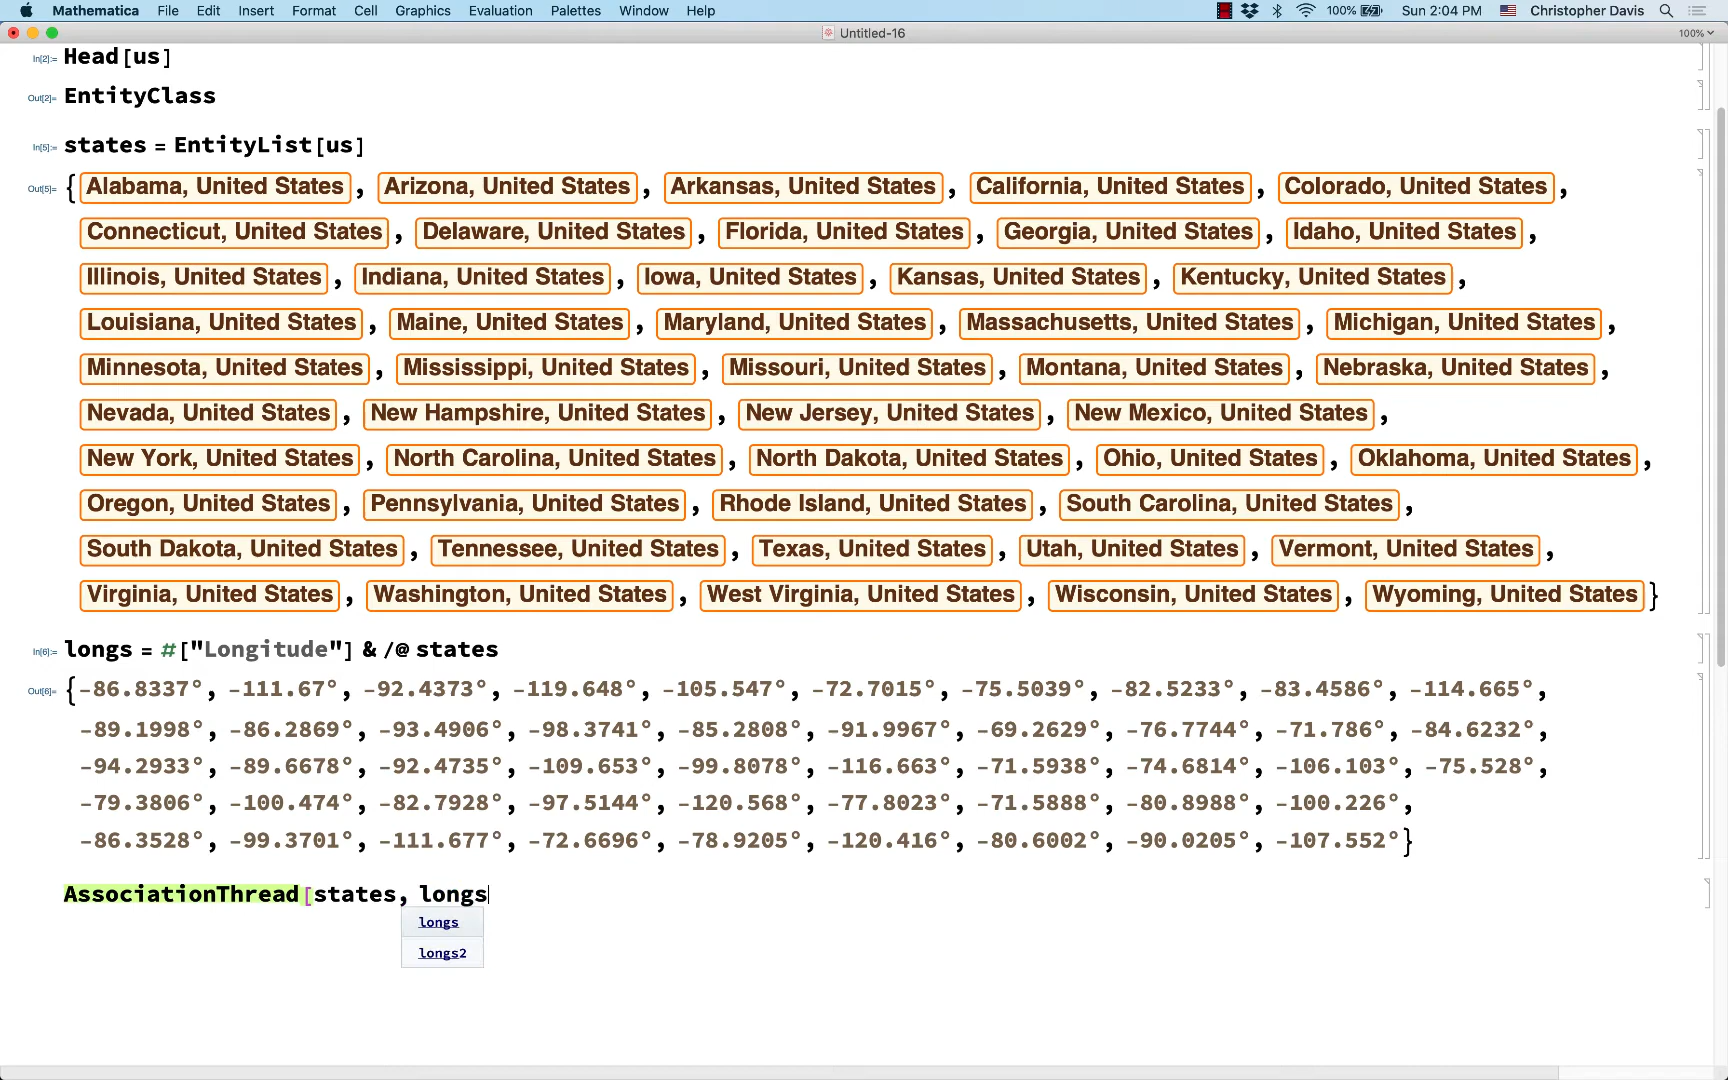 Mathematica File Edit Insert Format Cell Graphics Evaluation Palettes Window Help 100% Sun 2:04 PM Christopher Davis
Untitled-16 100%
In[2]:= Head[us]
Out[2]= EntityClass
In[5]:= states = EntityList[us]
Out[5]= {Alabama, United States, Arizona, United States, Arkansas, United States, California, United States, Colorado, United States,
Connecticut, United States, Delaware, United States, Florida, United States, Georgia, United States, Idaho, United States,
Illinois, United States, Indiana, United States, Iowa, United States, Kansas, United States, Kentucky, United States,
Louisiana, United States, Maine, United States, Maryland, United States, Massachusetts, United States, Michigan, United States,
Minnesota, United States, Mississippi, United States, Missouri, United States, Montana, United States, Nebraska, United States,
Nevada, United States, New Hampshire, United States, New Jersey, United States, New Mexico, United States,
New York, United States, North Carolina, United States, North Dakota, United States, Ohio, United States, Oklahoma, United States,
Oregon, United States, Pennsylvania, United States, Rhode Island, United States, South Carolina, United States,
South Dakota, United States, Tennessee, United States, Texas, United States, Utah, United States, Vermont, United States,
Virginia, United States, Washington, United States, West Virginia, United States, Wisconsin, United States, Wyoming, United States}
In[6]:= longs = #["Longitude"] & /@ states
Out[6]= {-86.8337°, -111.67°, -92.4373°, -119.648°, -105.547°, -72.7015°, -75.5039°, -82.5233°, -83.4586°, -114.665°,
-89.1998°, -86.2869°, -93.4906°, -98.3741°, -85.2808°, -91.9967°, -69.2629°, -76.7744°, -71.786°, -84.6232°,
-94.2933°, -89.6678°, -92.4735°, -109.653°, -99.8078°, -116.663°, -71.5938°, -74.6814°, -106.103°, -75.528°,
-79.3806°, -100.474°, -82.7928°, -97.5144°, -120.568°, -77.8023°, -71.5888°, -80.8988°, -100.226°,
-86.3528°, -99.3701°, -111.677°, -72.6696°, -78.9205°, -120.416°, -80.6002°, -90.0205°, -107.552°}
AssociationThread[states, longs
longs
longs2